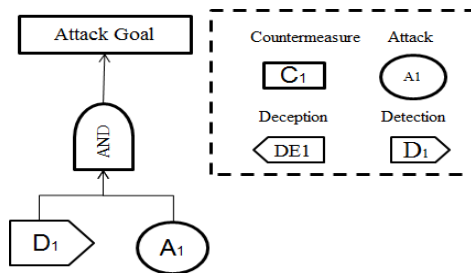 Attack Goal
AND
D1
A1
Countermeasure Attack
C1 A1
Deception Detection
DE1 D1